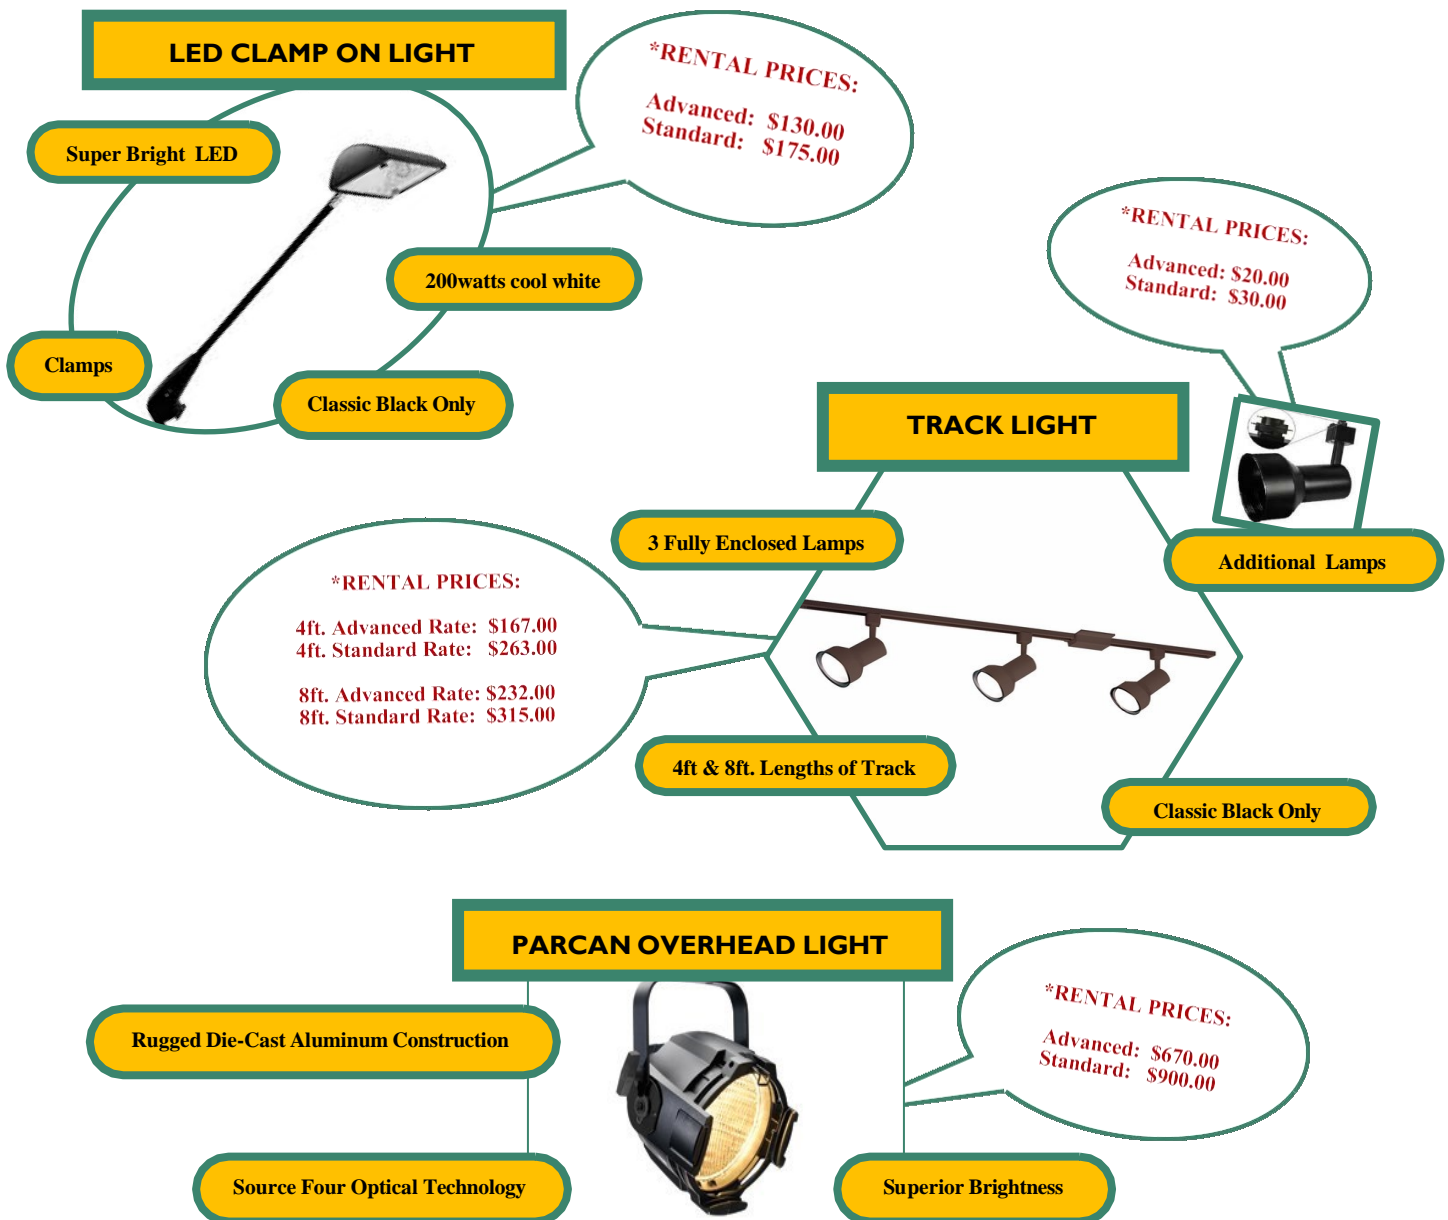 LED CLAMP ON LIGHT
*RENTAL PRICES:
Advanced: $130.00
Standard: $175.00
Super Bright LED
200watts cool white
Clamps
Classic Black Only
*RENTAL PRICES:
Advanced: $20.00
Standard: $30.00
TRACK LIGHT
3 Fully Enclosed Lamps
Additional Lamps
*RENTAL PRICES:
4ft. Advanced Rate: $167.00
4ft. Standard Rate: $263.00
8ft. Advanced Rate: $232.00
8ft. Standard Rate: $315.00
4ft & 8ft. Lengths of Track
Classic Black Only
PARCAN OVERHEAD LIGHT
*RENTAL PRICES:
Advanced: $670.00
Standard: $900.00
Rugged Die-Cast Aluminum Construction
Source Four Optical Technology
Superior Brightness